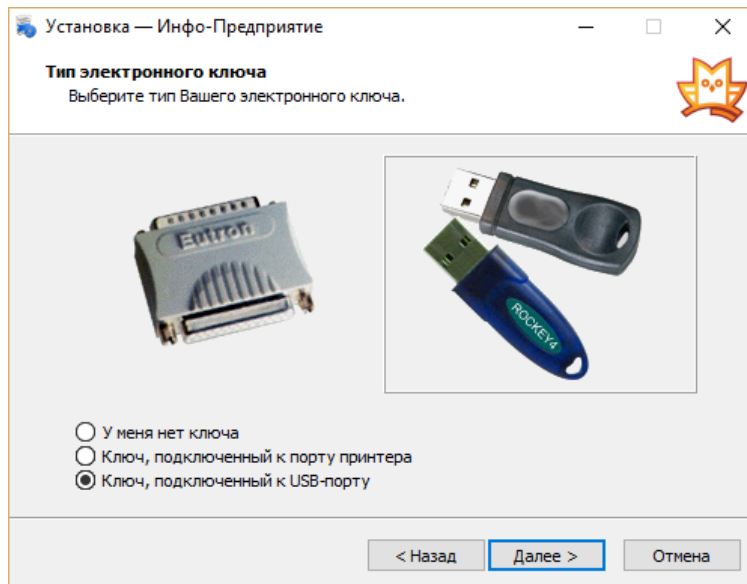 Установка — Инфо-Предприятие
Тип электронного ключа
Выберите тип Вашего электронного ключа.
Eutron
ROCKEY4
У меня нет ключа
Ключ, подключенный к порту принтера
Ключ, подключенный к USB-порту
< Назад
Далее >
Отмена